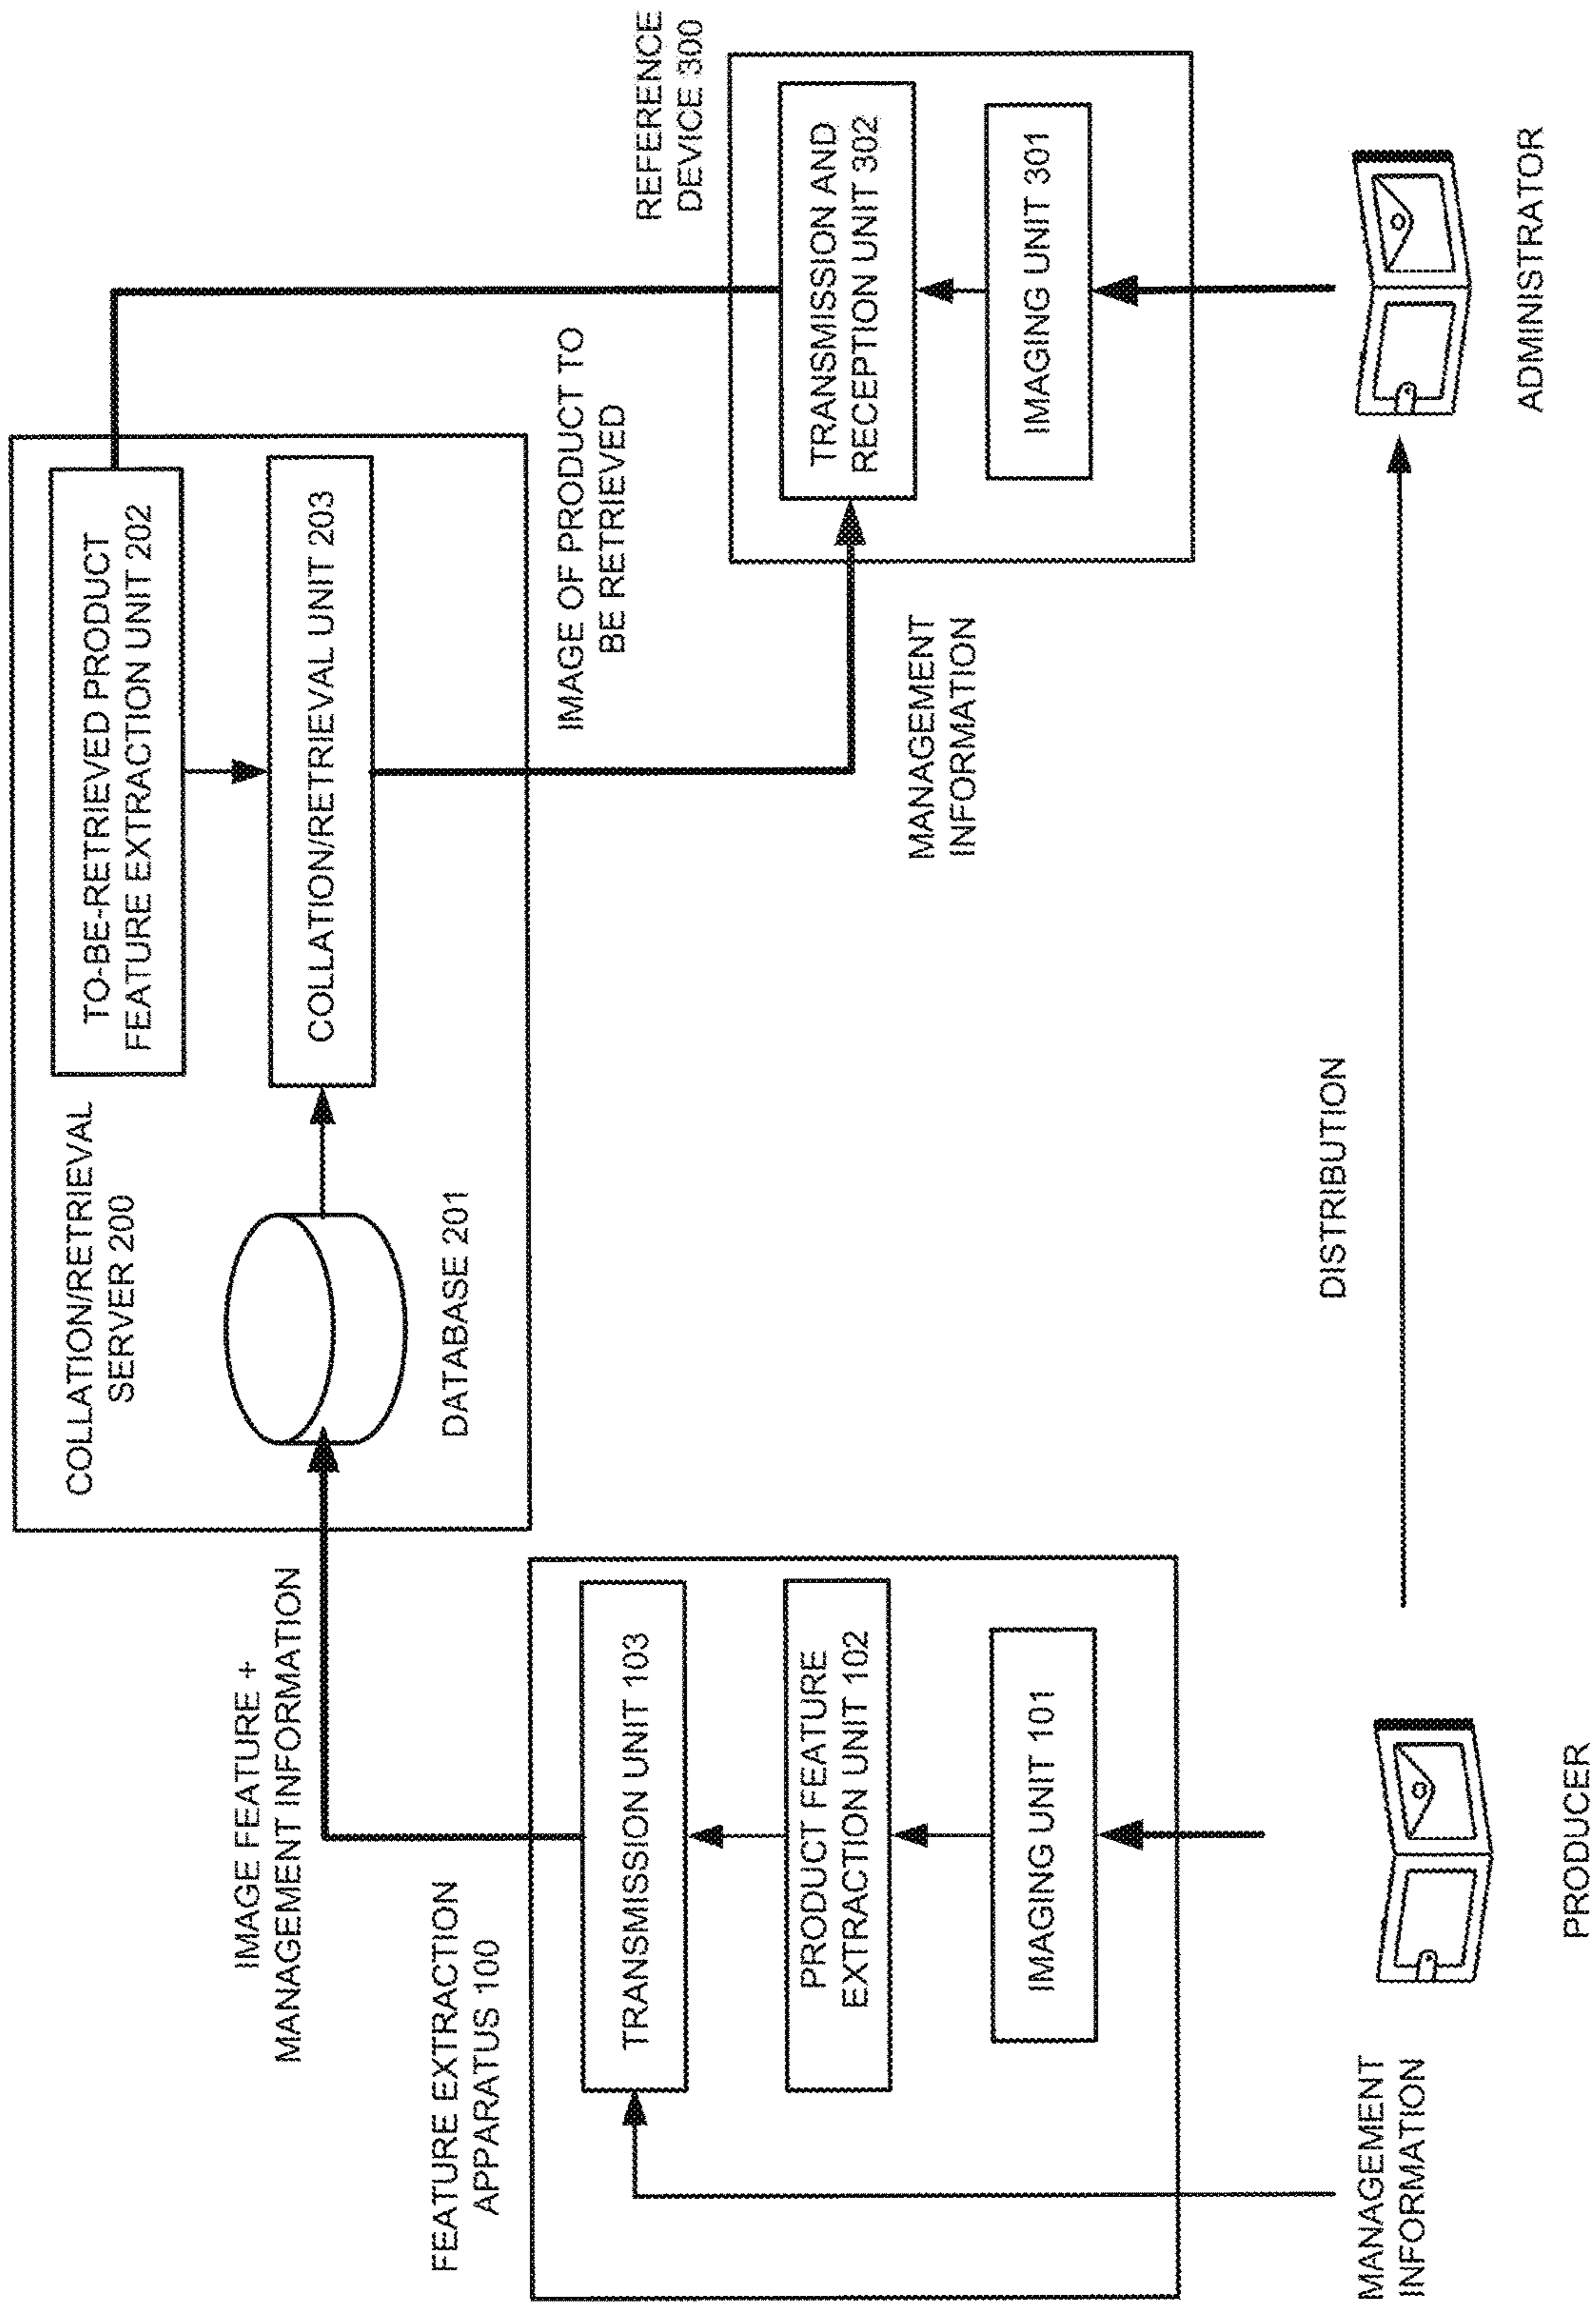 COLLATION/RETRIEVAL
SERVER 200
TO-BE-RETRIEVED PRODUCT
FEATURE EXTRACTION UNIT 202
COLLATION/RETRIEVAL UNIT 203
DATABASE 201
IMAGE FEATURE +
MANAGEMENT INFORMATION
IMAGE OF PRODUCT TO
BE RETRIEVED
FEATURE EXTRACTION
APPARATUS 100
TRANSMISSION UNIT 103
PRODUCT FEATURE
EXTRACTION UNIT 102
IMAGING UNIT 101
MANAGEMENT
INFORMATION
REFERENCE
DEVICE 300
TRANSMISSION AND
RECEPTION UNIT 302
IMAGING UNIT 301
MANAGEMENT
INFORMATION
PRODUCER
DISTRIBUTION
ADMINISTRATOR